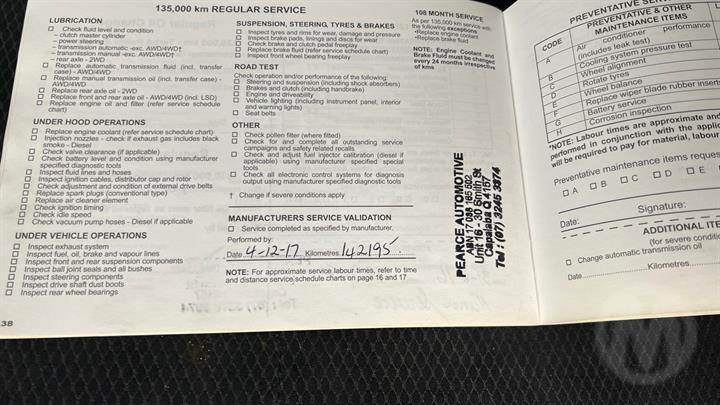 135,000 km REGULAR SERVICE
LUBRICATION
☐ Check fluid level and condition
– clutch master cylinder
– power steering
– transmission automatic -exc. AWD/4WD†
– transmission manual -exc. AWD/4WD†
– rear axle - 2WD
☐ Replace automatic transmission fluid (incl. transfer
case) - AWD/4WD
☐ Replace manual transmission oil (incl. transfer case) -
AWD/4WD
☐ Replace rear axle oil - 2WD
☐ Replace front and rear axle oil - AWD/4WD (incl. LSD)
☐ Replace engine oil and filter (refer service schedule
chart)
UNDER HOOD OPERATIONS
☐ Replace engine coolant (refer service schedule chart)
☐ Injection nozzles - check if exhaust gas includes black
smoke - Diesel
☐ Check valve clearance (if applicable)
☐ Check battery level and condition using manufacturer
specified diagnostic tools
☐ Inspect fluid lines and hoses
☐ Inspect ignition cables, distributor cap and rotor
☐ Check adjustment and condition of external drive belts
☐ Replace spark plugs (conventional type)
☐ Replace air cleaner element
☐ Check ignition timing
☐ Check idle speed
☐ Check vacuum pump hoses - Diesel if applicable
UNDER VEHICLE OPERATIONS
☐ Inspect exhaust system
☐ Inspect fuel, oil, brake and vapour lines
☐ Inspect front and rear suspension components
☐ Inspect ball joint seals and all bushes
☐ Inspect steering components
☐ Inspect drive shaft dust boots
☐ Inspect rear wheel bearings
38
SUSPENSION, STEERING, TYRES & BRAKES
☐ Inspect tyres and rims for wear, damage and pressure
☐ Inspect brake pads, linings and discs for wear
☐ Check brake and clutch pedal freeplay
☐ Replace brake fluid (refer service schedule chart)
☐ Inspect front wheel bearing freeplay
ROAD TEST
Check operation and/or performance of the following:
☐ Steering and suspension (including shock absorbers)
☐ Brakes and clutch (including handbrake)
☐ Engine and driveability
☐ Vehicle lighting (including instrument panel, interior
and warning lights)
☐ Seat belts
OTHER
☐ Check pollen filter (where fitted)
☐ Check for and complete all outstanding service
campaigns and safety related recalls
☐ Check and adjust fuel injector calibration (diesel if
applicable) using manufacturer specified special
tools
☐ Check all electronic control systems for diagnosis
output using manufacturer specified diagnostic tools
† Change if severe conditions apply
MANUFACTURERS SERVICE VALIDATION
☐ Service completed as specified by manufacturer.
Performed by:
Date 4-12-17 Kilometres 142195
NOTE: For approximate service labour times, refer to time
and distance service schedule charts on page 16 and 17
108 MONTH SERVICE
As per 135,000 km service with
the following exceptions
•Replace engine coolant
•Replace brake fluid
NOTE: Engine Coolant and
Brake Fluid must be changed
every 24 months irrespective
of kms
PEARCE AUTOMOTIVE
ABN 17 088 165 502
Unit 16 / 30 Smith St
Capalaba Q 4157
Tel: (07) 3245 3374
PREVENTATIVE
PREVENTATIVE & OTHER
MAINTENANCE ITEMS
CODE
A Air conditioner performance
(includes leak test)
B Cooling system pressure test
C Wheel alignment
D Rotate tyres
E Wheel balance
F Replace wiper blade rubber inserts
G Battery service
H Corrosion inspection
*NOTE: Labour times are approximate and
performed in conjunction with the
will be required to pay for material, labour
Preventative maintenance items
☐ A ☐ B ☐ C ☐ D ☐ E
Date: Signature:
ADDITIONAL
(for severe
☐ Change automatic transmission oil
Date Kilometres